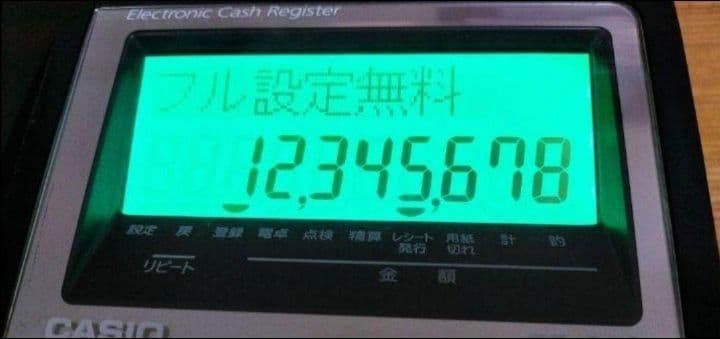 Electronic Cash Register
フル設定無料
12,345,678
設定 戻 登録 電卓 点検 精算 レシート発行 用紙切れ 計 釣
リピート 金額
CASIO